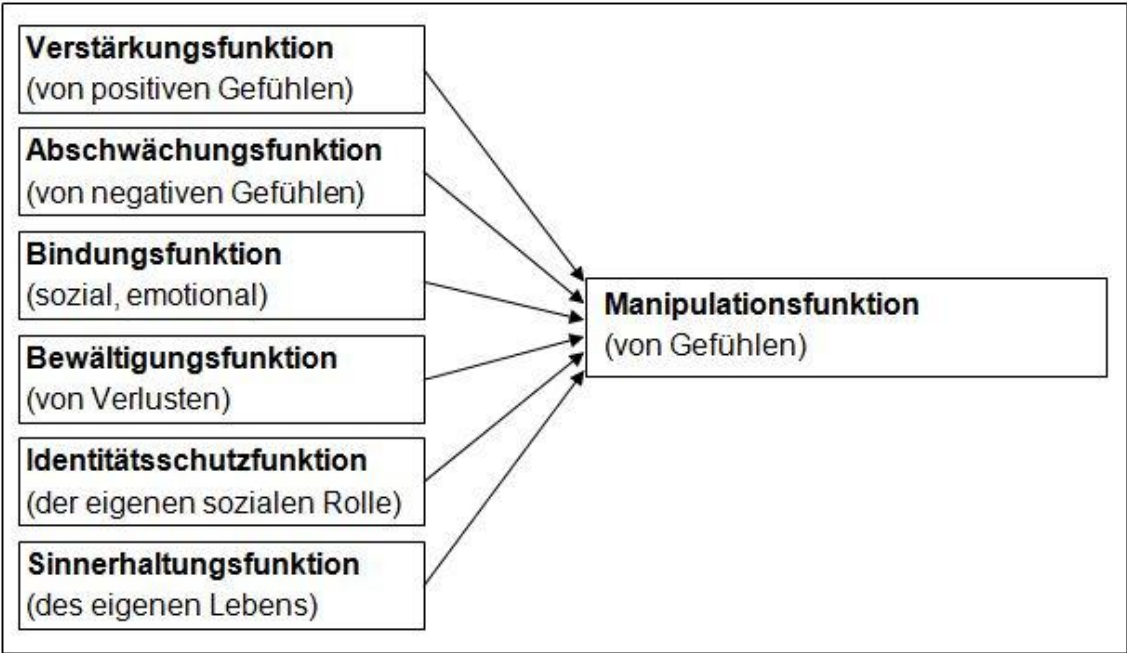 Verstärkungsfunktion
(von positiven Gefühlen)
Abschwächungsfunktion
(von negativen Gefühlen)
Bindungsfunktion
(sozial, emotional)
Bewältigungsfunktion
(von Verlusten)
Identitätsschutzfunktion
(der eigenen sozialen Rolle)
Sinnerhaltungsfunktion
(des eigenen Lebens)
Manipulationsfunktion
(von Gefühlen)